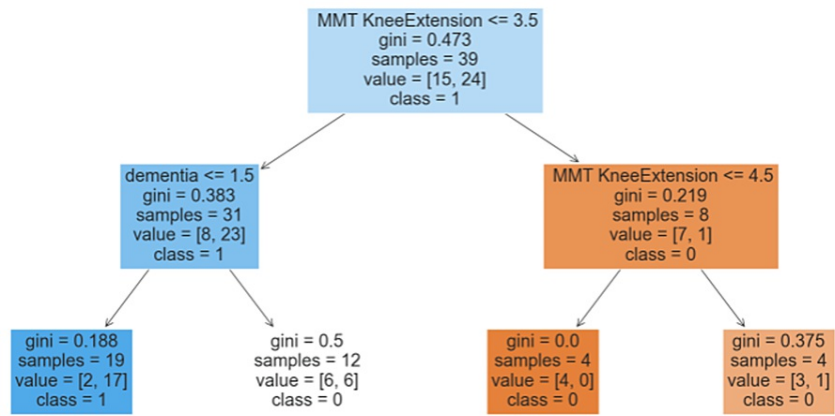 MMT KneeExtension <= 3.5
gini = 0.473
samples = 39
value = [15, 24]
class = 1
dementia <= 1.5
gini = 0.383
samples = 31
value = [8, 23]
class = 1
MMT KneeExtension <= 4.5
gini = 0.219
samples = 8
value = [7, 1]
class = 0
gini = 0.188
samples = 19
value = [2, 17]
class = 1
gini = 0.5
samples = 12
value = [6, 6]
class = 0
gini = 0.0
samples = 4
value = [4, 0]
class = 0
gini = 0.375
samples = 4
value = [3, 1]
class = 0